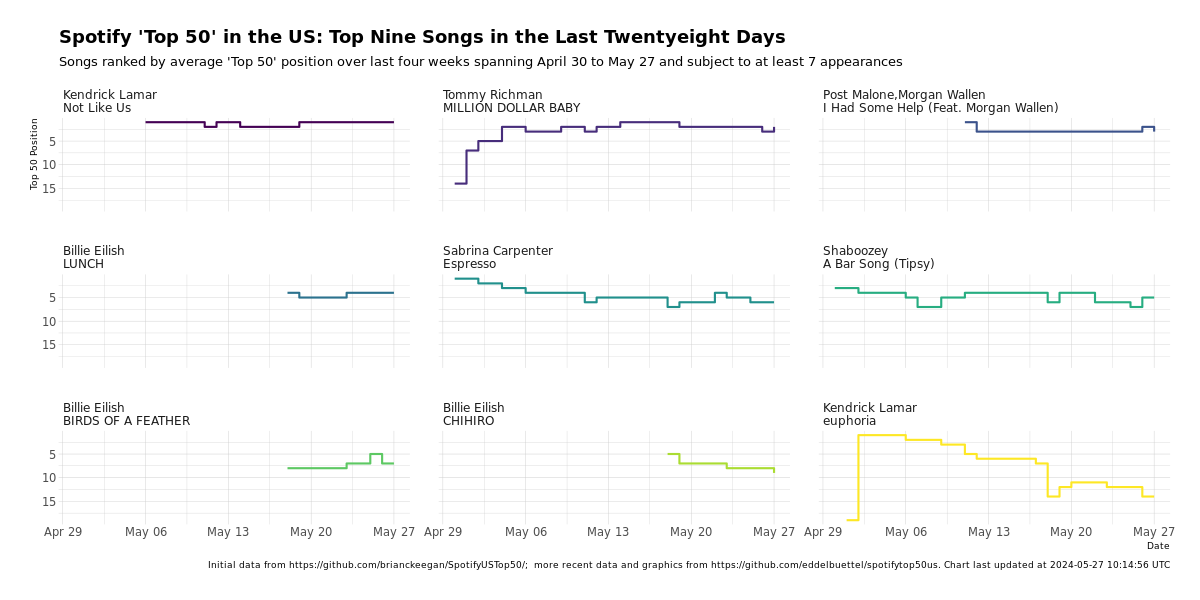 Spotify 'Top 50' in the US: Top Nine Songs in the Last Twentyeight Days
Songs ranked by average 'Top 50' position over last four weeks spanning April 30 to May 27 and subject to at least 7 appearances
Kendrick Lamar
Not Like Us
Tommy Richman
MILLION DOLLAR BABY
Post Malone,Morgan Wallen
I Had Some Help (Feat. Morgan Wallen)
Top 50 Position
5
10
15
Billie Eilish
LUNCH
Sabrina Carpenter
Espresso
Shaboozey
A Bar Song (Tipsy)
5
10
15
Billie Eilish
BIRDS OF A FEATHER
Billie Eilish
CHIHIRO
Kendrick Lamar
euphoria
5
10
15
Apr 29 May 06 May 13 May 20 May 27 Apr 29 May 06 May 13 May 20 May 27 Apr 29 May 06 May 13 May 20 May 27
Date
Initial data from https://github.com/brianckeegan/SpotifyUSTop50/;  more recent data and graphics from https://github.com/eddelbuettel/spotifytop50us. Chart last updated at 2024-05-27 10:14:56 UTC